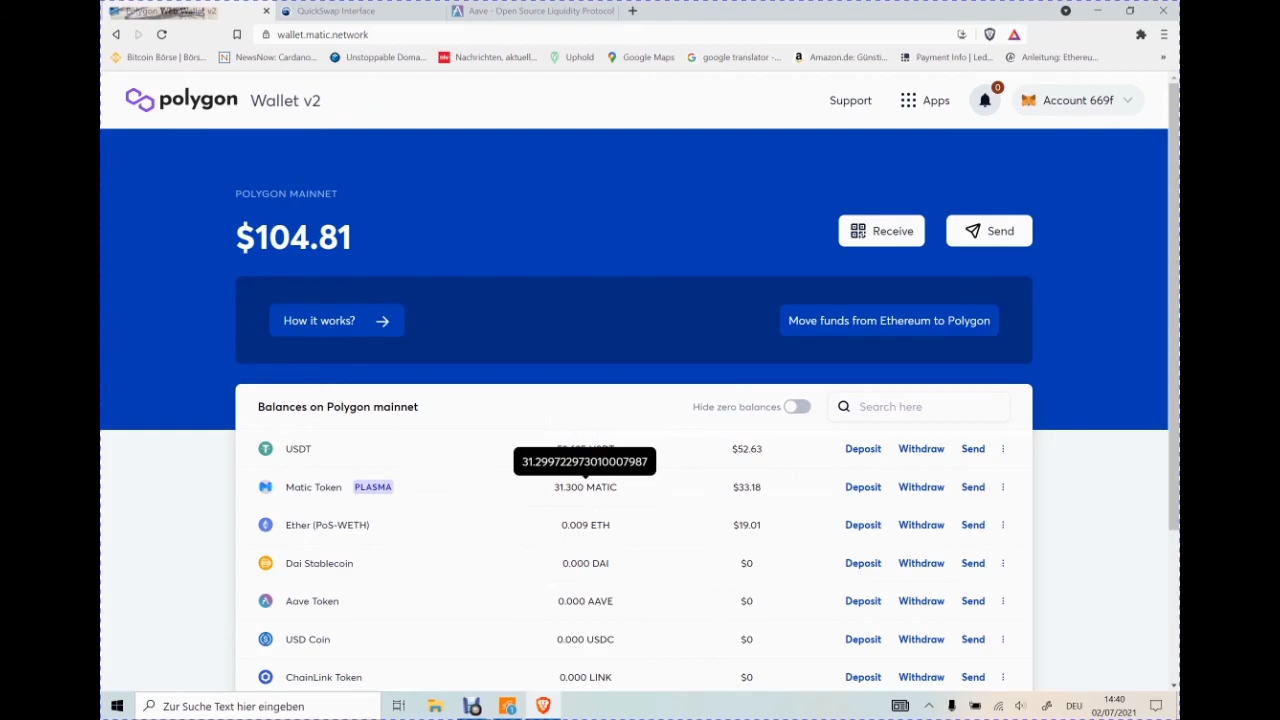 Polygon Web Wallet v2
QuickSwap Interface
Aave - Open Source Liquidity Protocol
wallet.matic.network
Bitcoin Börse | Börs...
NewsNow: Cardano...
Unstoppable Doma...
Nachrichten, aktuell...
Uphold
Google Maps
google translator -...
Amazon.de: Günsti...
Payment Info | Led...
Anleitung: Ethereu...
polygon Wallet v2
Support
Apps
0
Account 669f
POLYGON MAINNET
$104.81
Receive
Send
How it works?
Move funds from Ethereum to Polygon
Balances on Polygon mainnet
Hide zero balances
Search here
USDT $52.63 Deposit Withdraw Send
31.299722973010007987
Matic Token PLASMA 31.300 MATIC $33.18 Deposit Withdraw Send
Ether (PoS-WETH) 0.009 ETH $19.01 Deposit Withdraw Send
Dai Stablecoin 0.000 DAI $0 Deposit Withdraw Send
Aave Token 0.000 AAVE $0 Deposit Withdraw Send
USD Coin 0.000 USDC $0 Deposit Withdraw Send
ChainLink Token 0.000 LINK $0 Deposit Withdraw Send
Zur Suche Text hier eingeben
DEU
14:40
02/07/2021